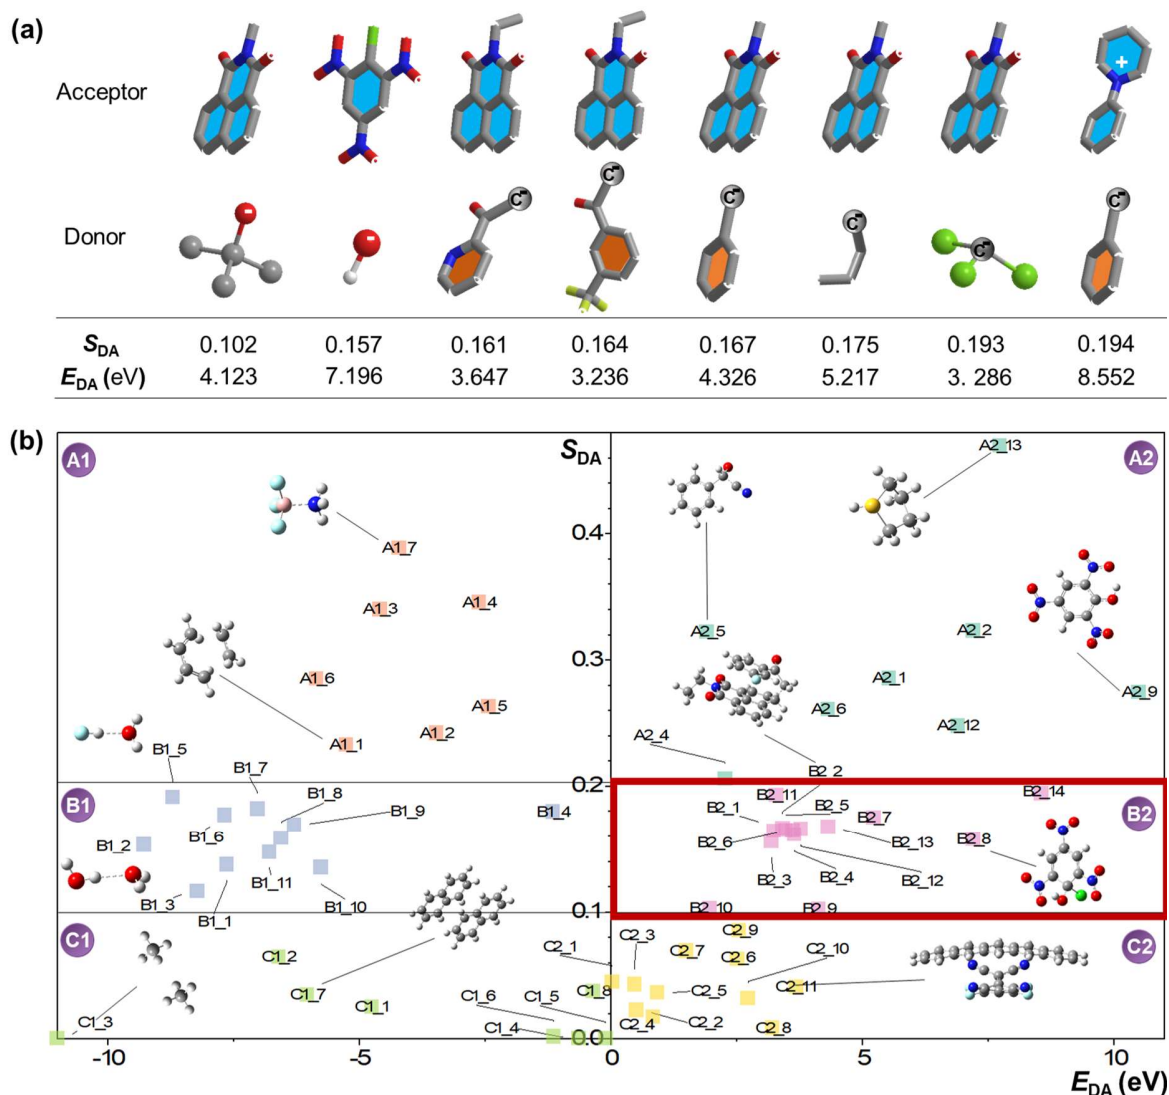 (a)
Acceptor
+
Donor
- - C- C- C- C- C- C-
S_DA 0.102 0.157 0.161 0.164 0.167 0.175 0.193 0.194
E_DA (eV) 4.123 7.196 3.647 3.236 4.326 5.217 3. 286 8.552
(b)
A1 S_DA A2_13 A2
0.4
A1_7
A1_3 A1_4
A2_5 A2_2
0.3
A1_6 A2_1 A2_9
A1_5 A2_6
A1_1 A1_2 A2_12
A2_4
B1_5
B1_7 B2_2
0.2
B1 B1_8 B2_11 B2_14 B2
B1_9 B1_4 B2_1 B2_5 B2_7
B1_6
B1_2 B2_6 B2_13 B2_8
B1_11 B2_3 B2_4 B2_12
B1_3 B1_1 B1_10 B2_10 B2_9
0.1
C1 C2_3 C2_9 C2
C1_2 C2_1 C2_7 C2_6 C2_10
C1_7 C1_6 C1_5 C1_8 C2_5 C2_11
C1_1
C1_3 C1_4 C2_4 C2_2 C2_8
0.0
-10 -5 0 5 10
E_DA (eV)